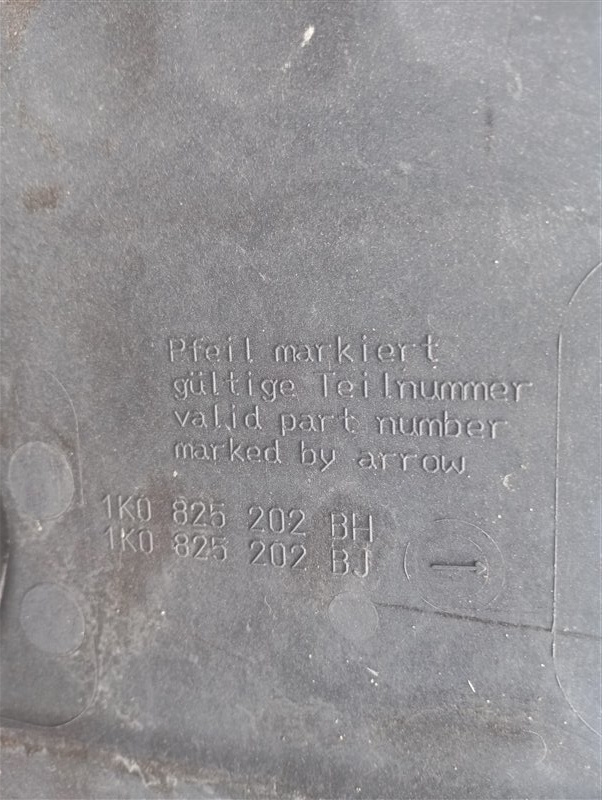 Pfeil markiert
gültige Teilnummer
valid part number
marked by arrow
1K0 825 202 BH
1K0 825 202 BJ